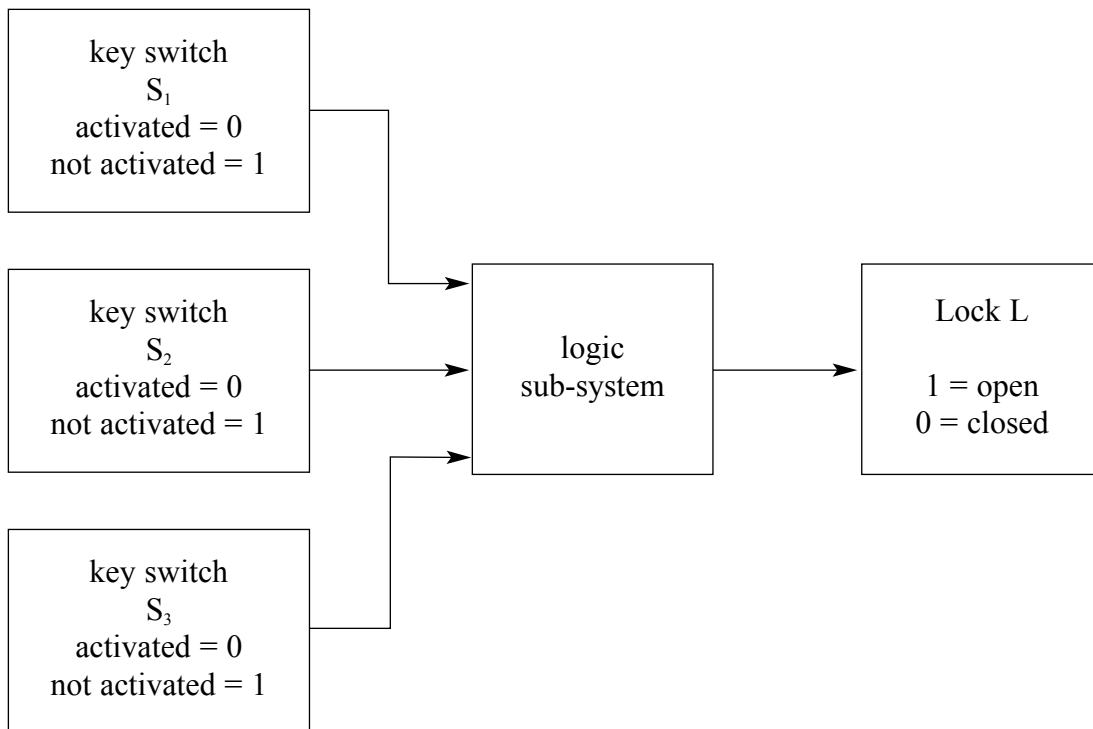 key switch
S₁
activated = 0
not activated = 1
key switch
S₂
activated = 0
not activated = 1
key switch
S₃
activated = 0
not activated = 1
logic
sub-system
Lock L
1 = open
0 = closed